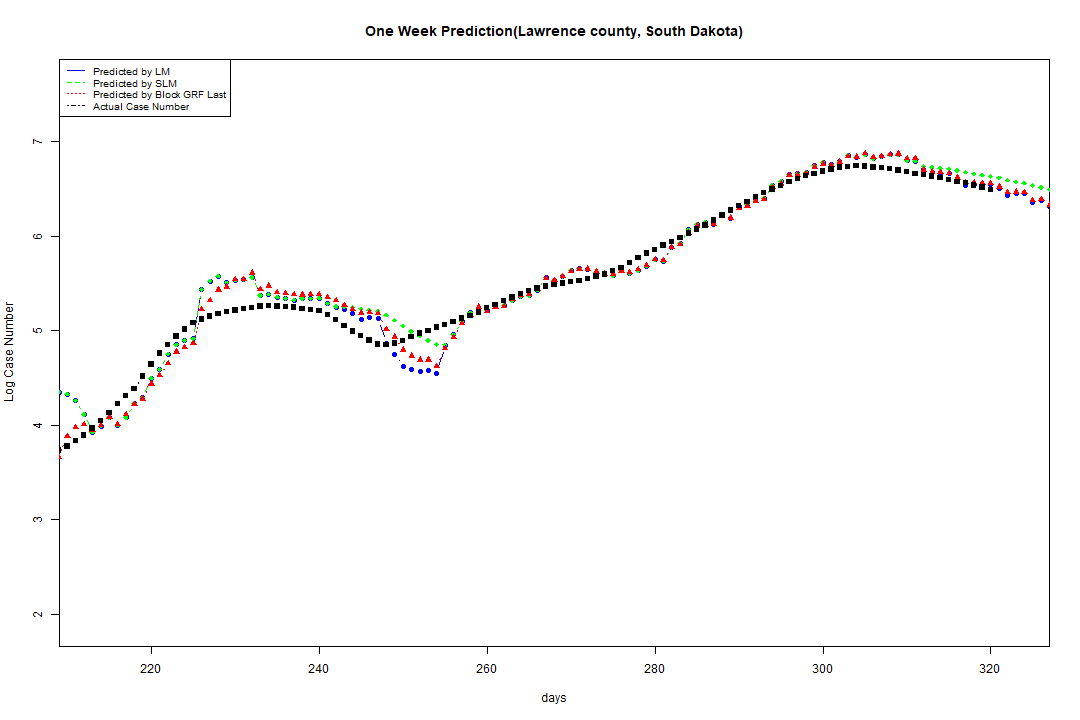 One Week Prediction(Lawrence county, South Dakota)
Predicted by LM
Predicted by SLM
Predicted by Block GRF Last
Actual Case Number
7
6
5
4
3
2
Log Case Number
220 240 260 280 300 320
days